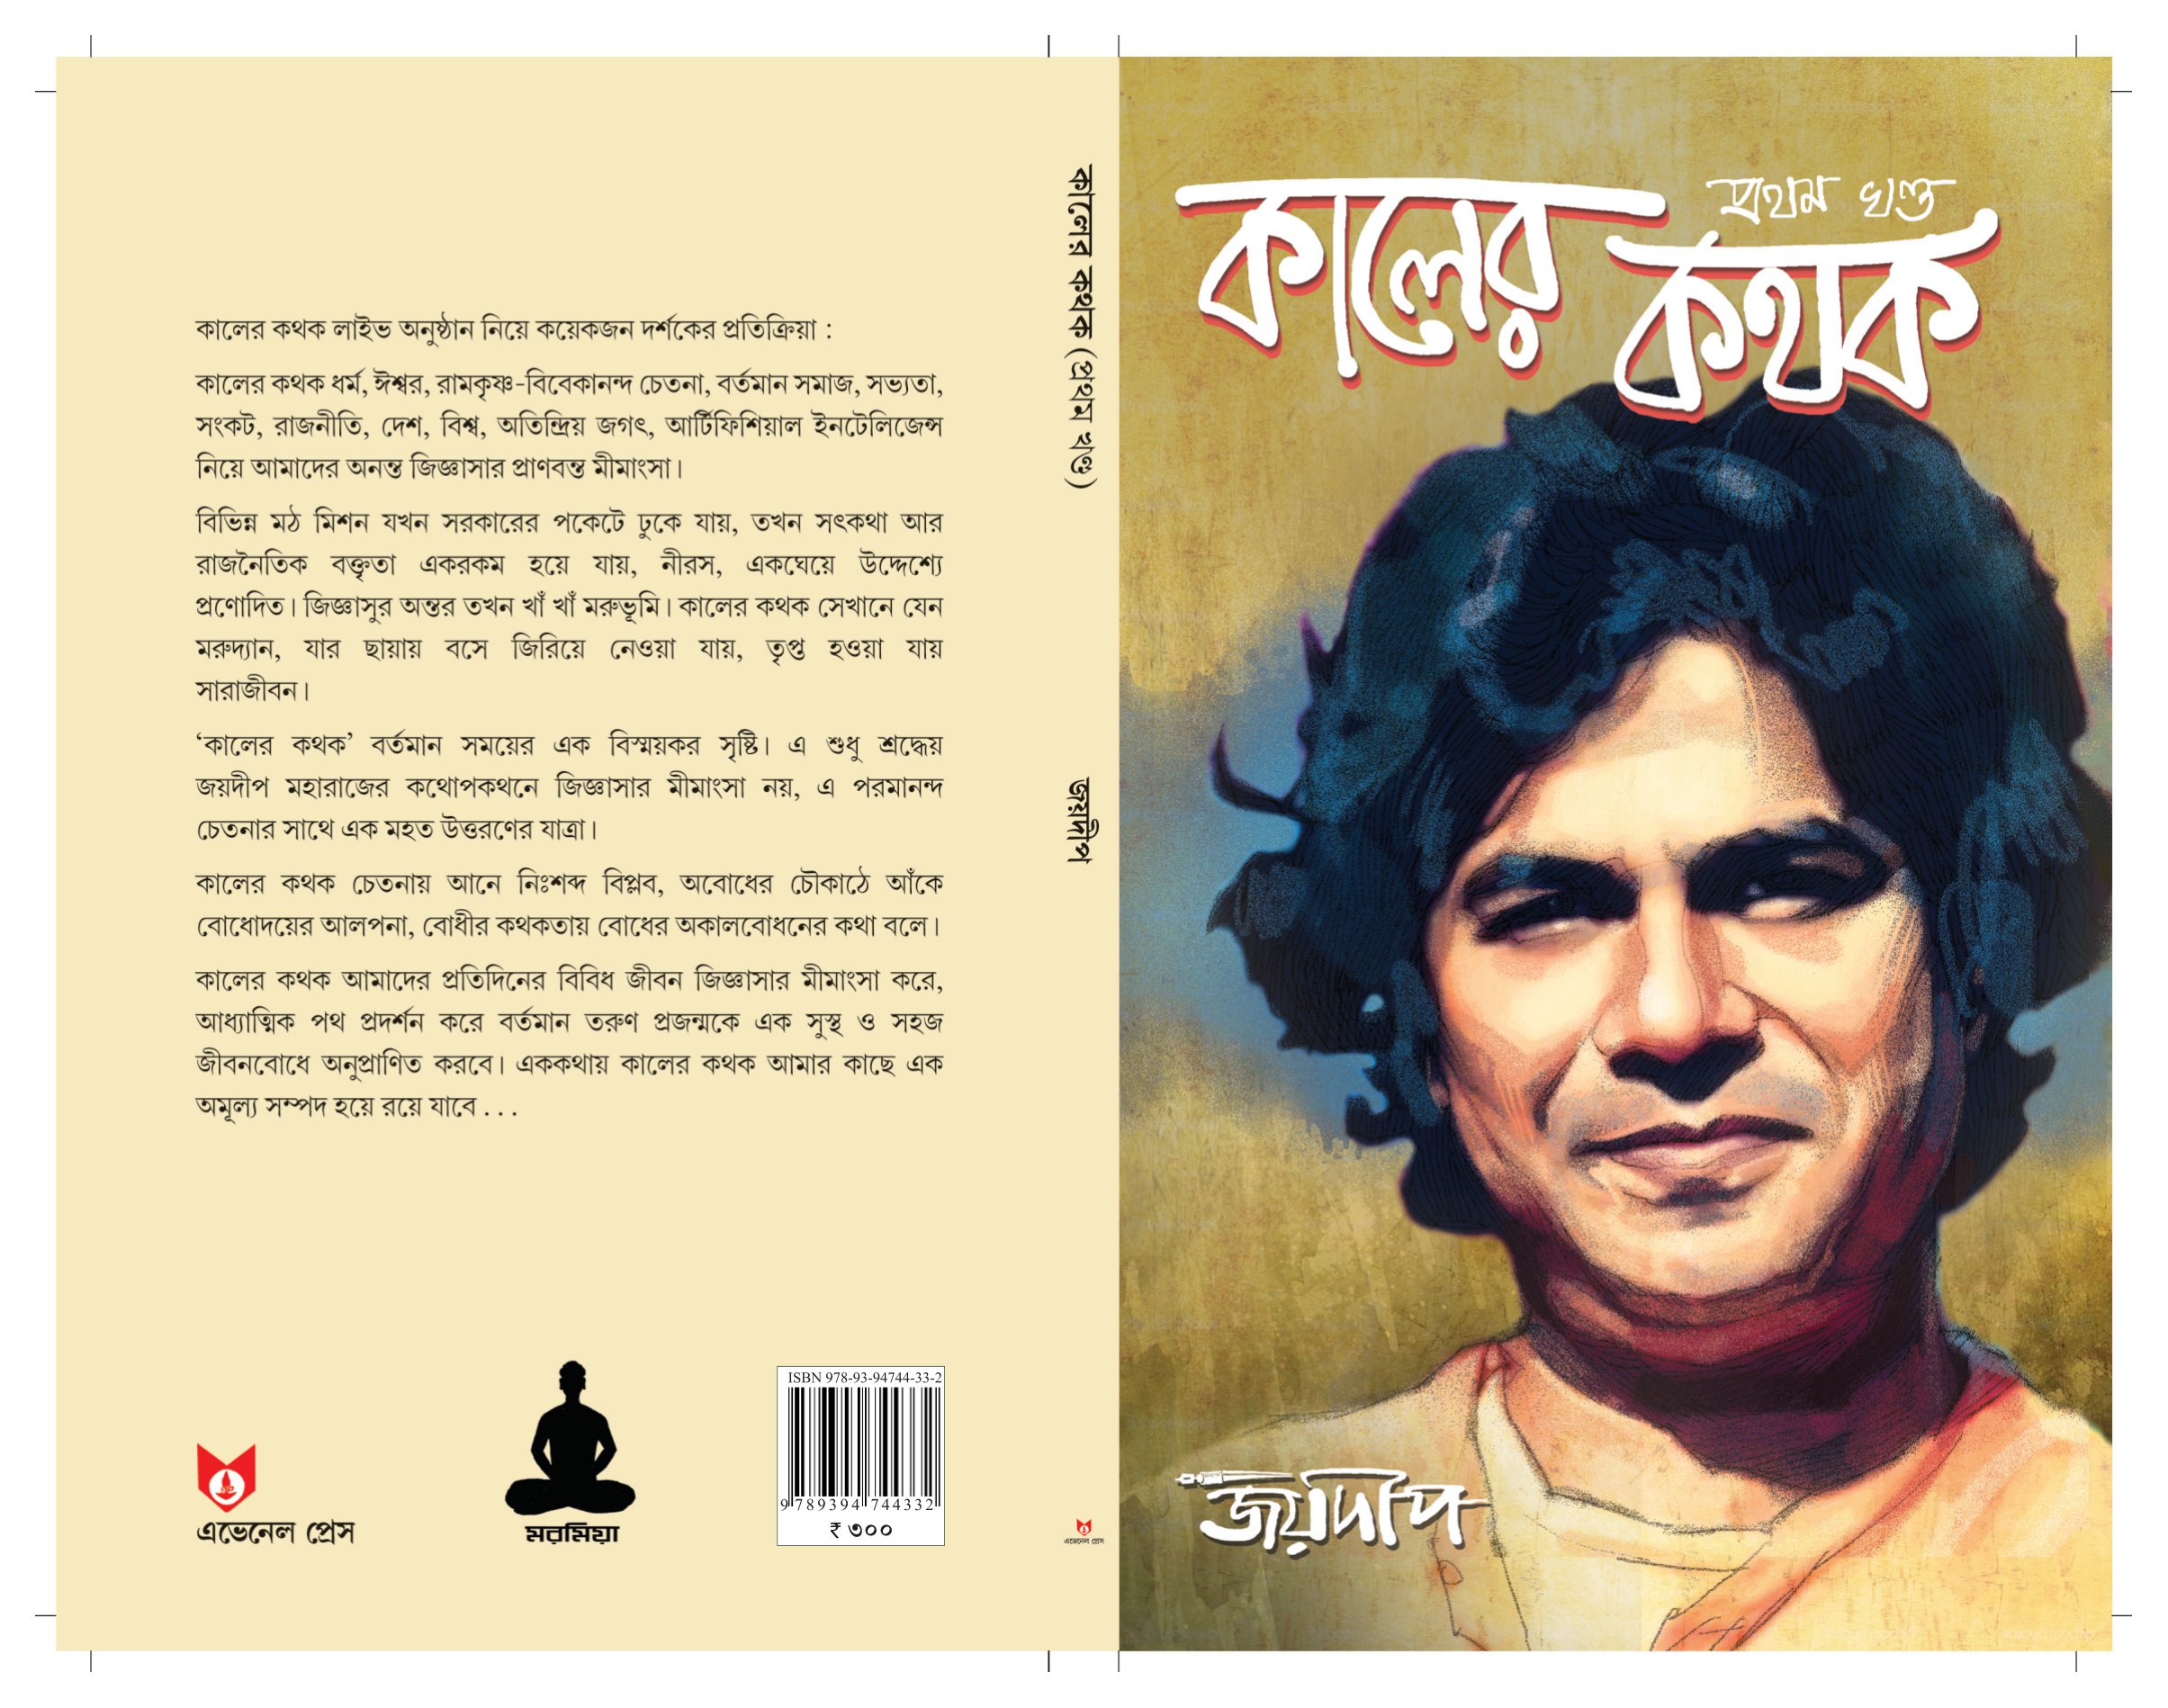 কালের কথক লাইভ অনুষ্ঠান নিয়ে কয়েকজন দর্শকের প্রতিক্রিয়া :
কালের কথক ধর্ম, ঈশ্বর, রামকৃষ্ণ-বিবেকানন্দ চেতনা, বর্তমান সমাজ, সভ্যতা,
সংকট, রাজনীতি, দেশ, বিশ্ব, অতিন্দ্রিয় জগৎ, আর্টিফিশিয়াল ইনটেলিজেন্স
নিয়ে আমাদের অনন্ত জিজ্ঞাসার প্রাণবন্ত মীমাংসা।
বিভিন্ন মঠ মিশন যখন সরকারের পকেটে ঢুকে যায়, তখন সৎকথা আর
রাজনৈতিক বক্তৃতা একরকম হয়ে যায়, নীরস, একঘেয়ে উদ্দেশ্যে
প্রণোদিত। জিজ্ঞাসুর অন্তর তখন খাঁ খাঁ মরুভূমি। কালের কথক সেখানে যেন
মরুদ্যান, যার ছায়ায় বসে জিরিয়ে নেওয়া যায়, তৃপ্ত হওয়া যায়
সারাজীবন।
‘কালের কথক’ বর্তমান সময়ের এক বিস্ময়কর সৃষ্টি। এ শুধু শ্রদ্ধেয়
জয়দীপ মহারাজের কথোপকথনে জিজ্ঞাসার মীমাংসা নয়, এ পরমানন্দ
চেতনার সাথে এক মহত উত্তরণের যাত্রা।
কালের কথক চেতনায় আনে নিঃশব্দ বিপ্লব, অবোধের চৌকাঠে আঁকে
বোধোদয়ের আলপনা, বোধীর কথকতায় বোধের অকালবোধনের কথা বলে।
কালের কথক আমাদের প্রতিদিনের বিবিধ জীবন জিজ্ঞাসার মীমাংসা করে,
আধ্যাত্মিক পথ প্রদর্শন করে বর্তমান তরুণ প্রজন্মকে এক সুস্থ ও সহজ
জীবনবোধে অনুপ্রাণিত করবে। এককথায় কালের কথক আমার কাছে এক
অমূল্য সম্পদ হয়ে রয়ে যাবে . . .
এভেনেল প্রেস
মরমিয়া
ISBN 978-93-94744-33-2
9 789394 744332
₹ ৩০০
কালের কথক (প্রথম খণ্ড)
জয়দীপ
এভেনেল প্রেস
প্রথম খণ্ড
কালের
কথক
জয়দীপ